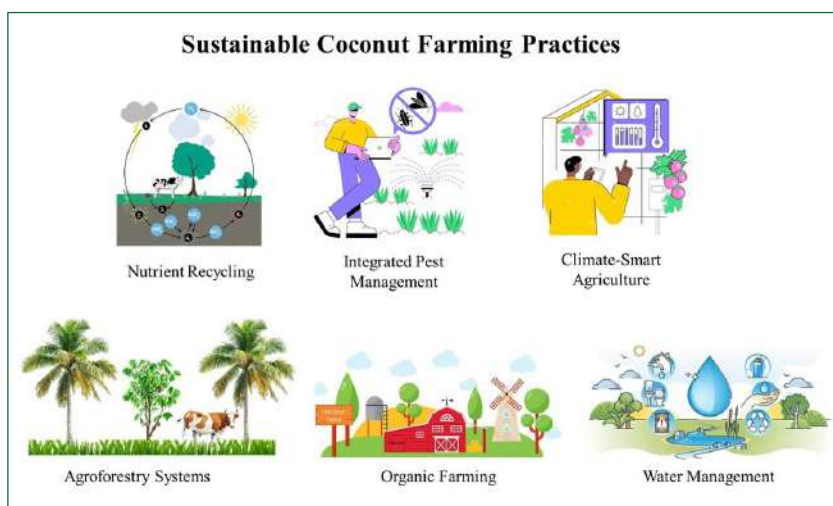 Sustainable Coconut Farming Practices
Nutrient Recycling
Integrated Pest
Management
Climate-Smart
Agriculture
Agroforestry Systems
Organic Farming
Water Management